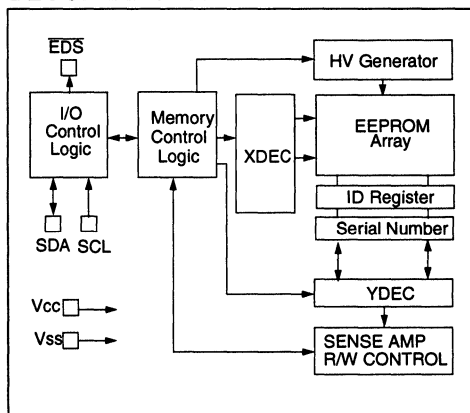 EDS
HV Generator
I/O
Control
Logic
Memory
Control
Logic
XDEC
EEPROM
Array
ID Register
Serial Number
SDA
SCL
YDEC
Vcc
Vss
SENSE AMP
R/W CONTROL